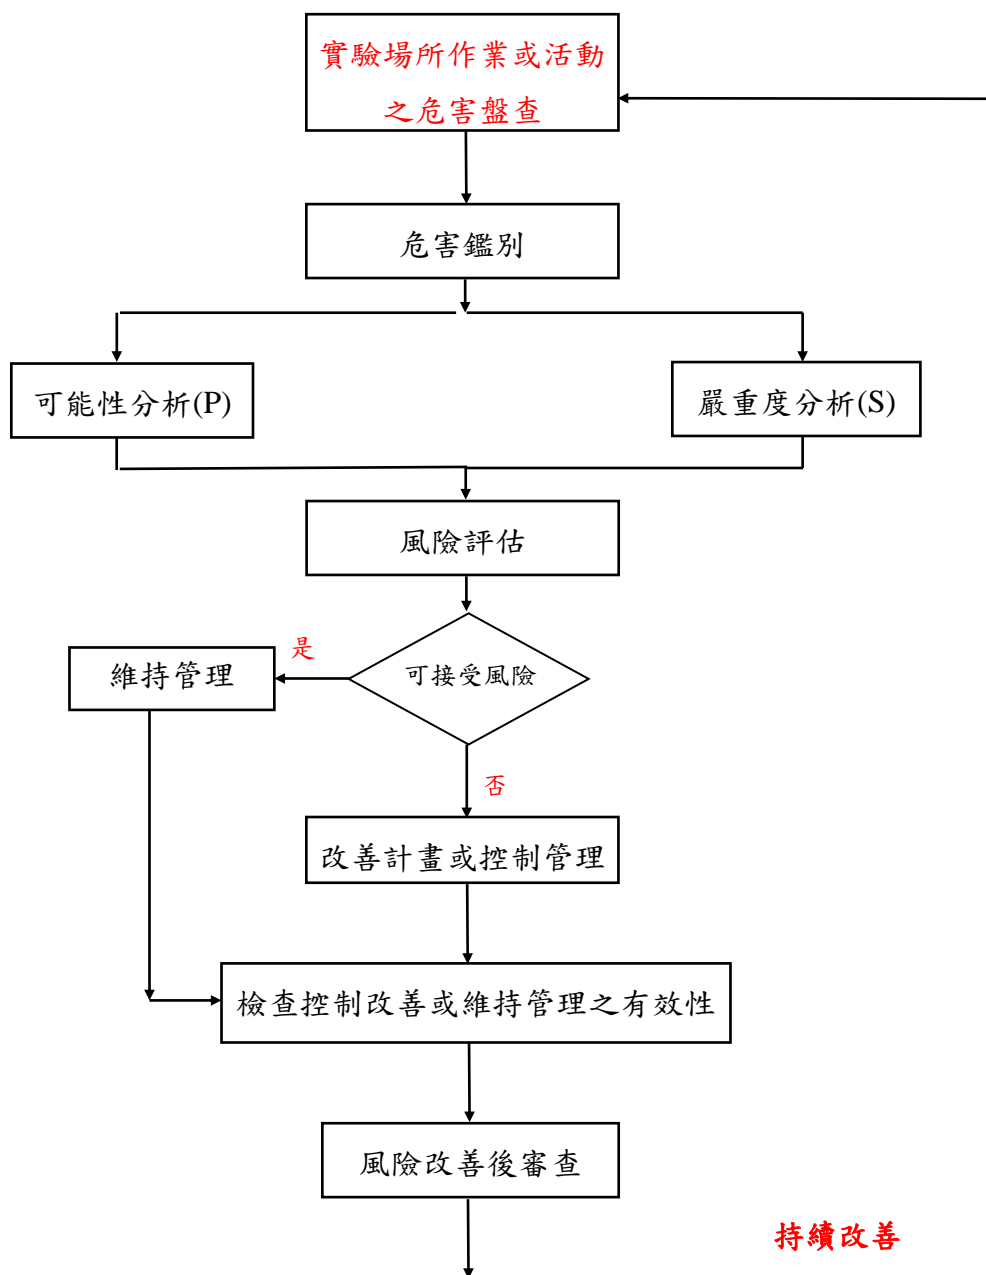 實驗場所作業或活動
之危害盤查
危害鑑別
可能性分析(P)
嚴重度分析(S)
風險評估
是
維持管理
可接受風險
否
改善計畫或控制管理
檢查控制改善或維持管理之有效性
風險改善後審查
持續改善